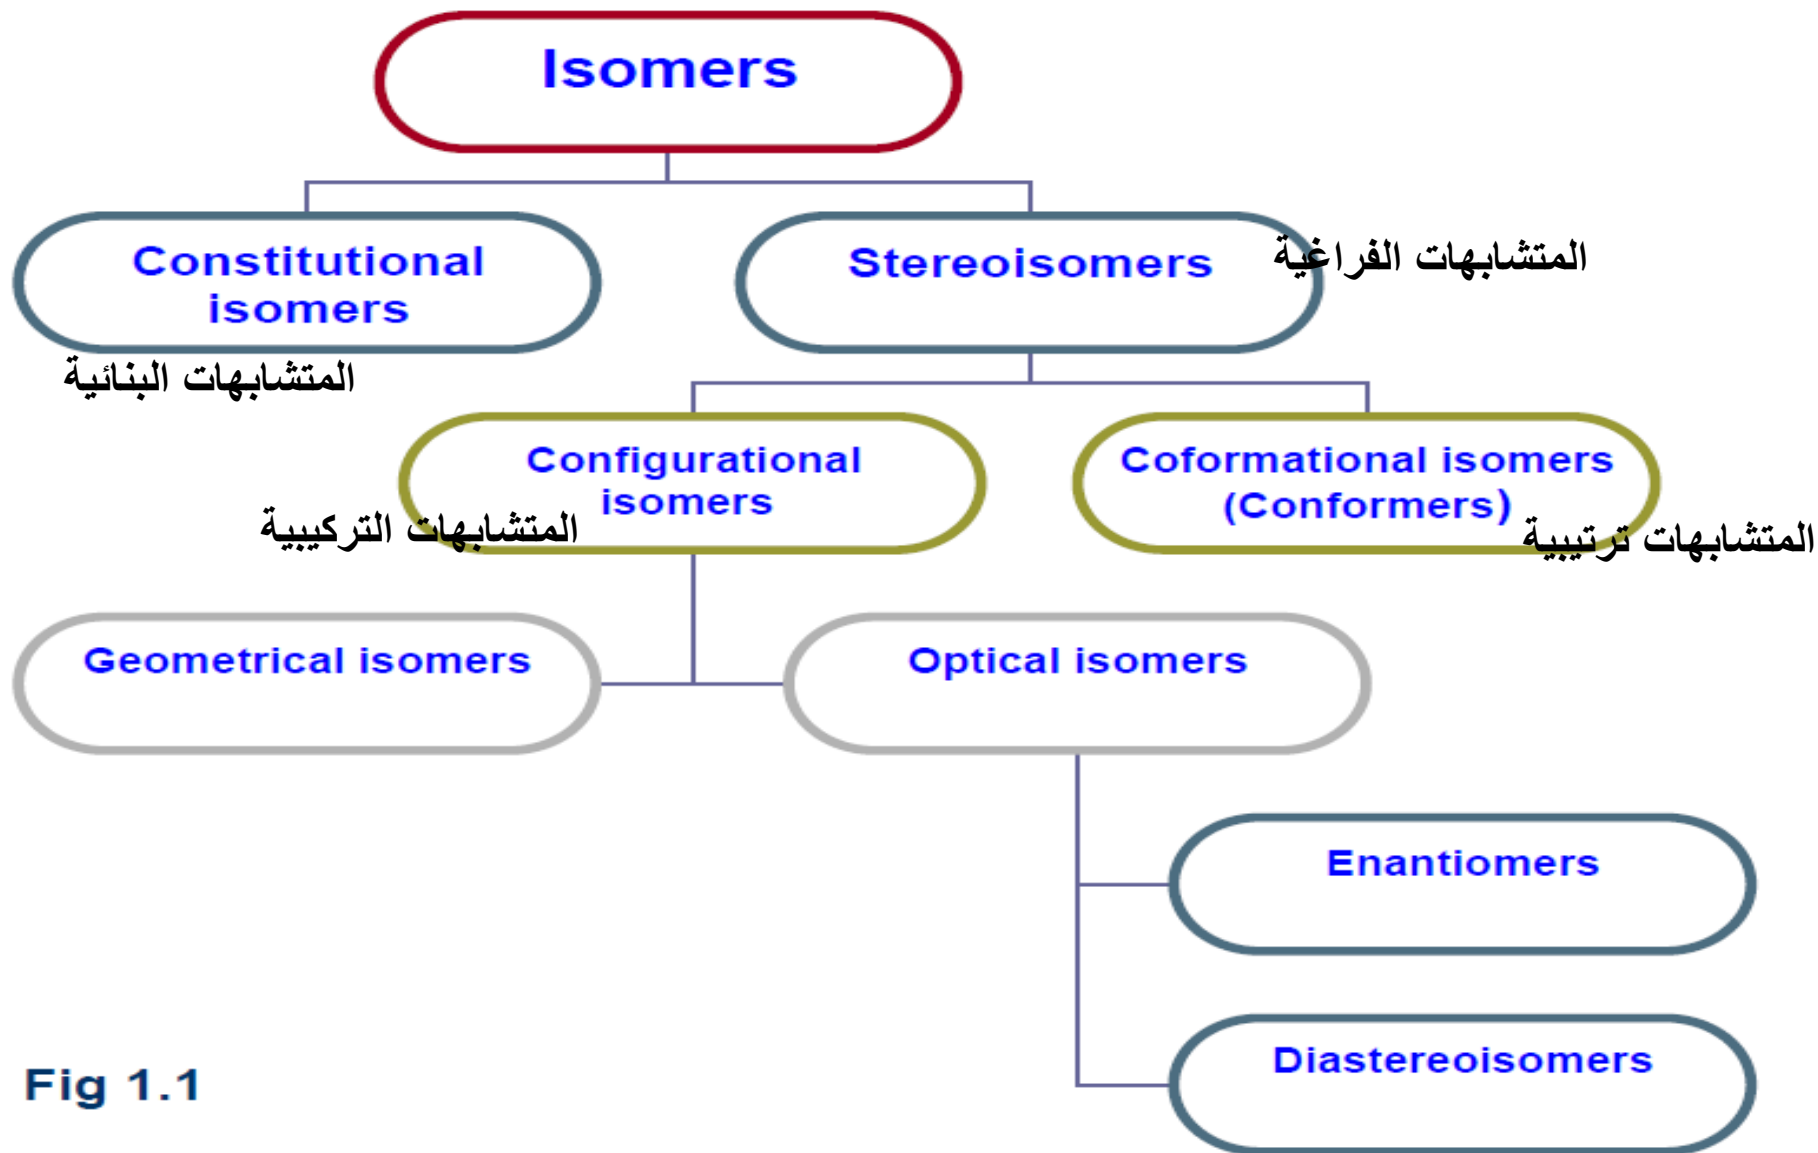 Isomers
Constitutional
isomers
المتشابهات البنائية
Stereoisomers
المتشابهات الفراغية
Configurational
isomers
المتشابهات التركيبية
Coformational isomers
(Conformers)
المتشابهات ترتيبية
Geometrical isomers
Optical isomers
Enantiomers
Diastereoisomers
Fig 1.1